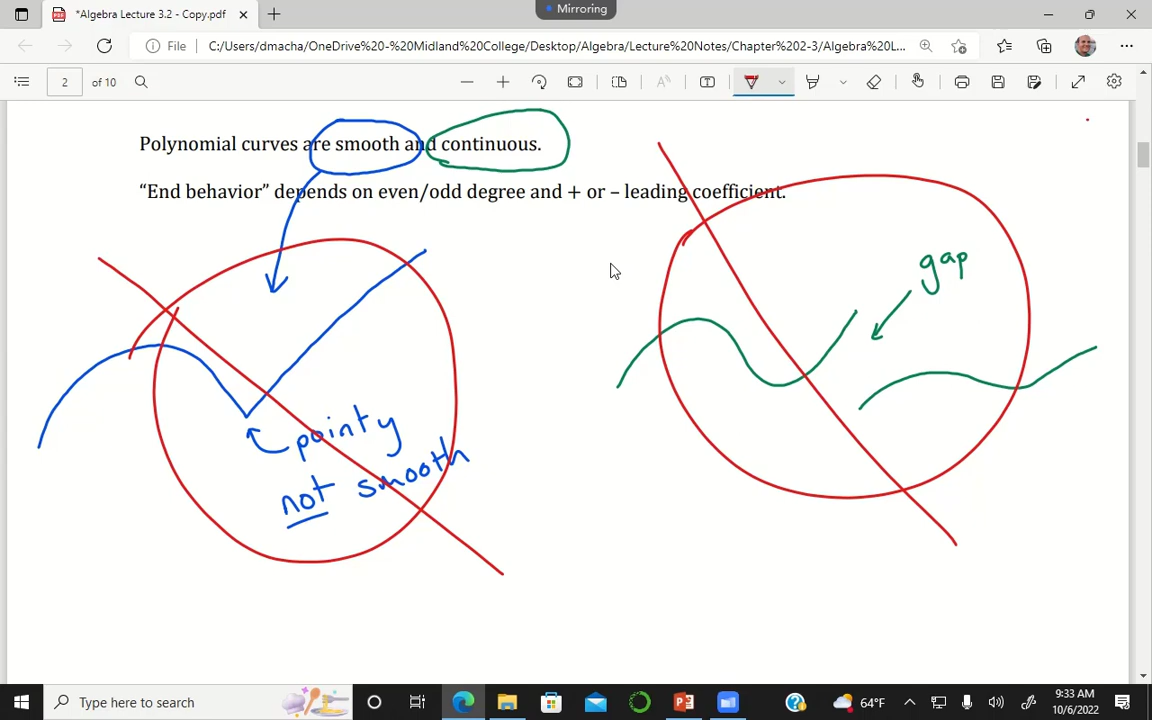 Mirroring
*Algebra Lecture 3.2 - Copy.pdf
File
C:/Users/dmacha/OneDrive%20-%20Midland%20College/Desktop/Algebra/Lecture%20Notes/Chapter%202-3/Algebra%20L...
2 of 10
Polynomial curves are smooth and continuous.
“End behavior” depends on even/odd degree and + or – leading coefficient.
gap
pointy
not smooth
Type here to search
64°F
9:33 AM
10/6/2022